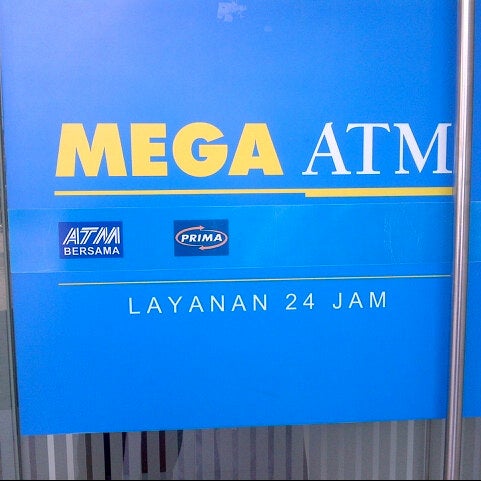 MEGA ATM
ATM BERSAMA
PRIMA
LAYANAN 24 JAM